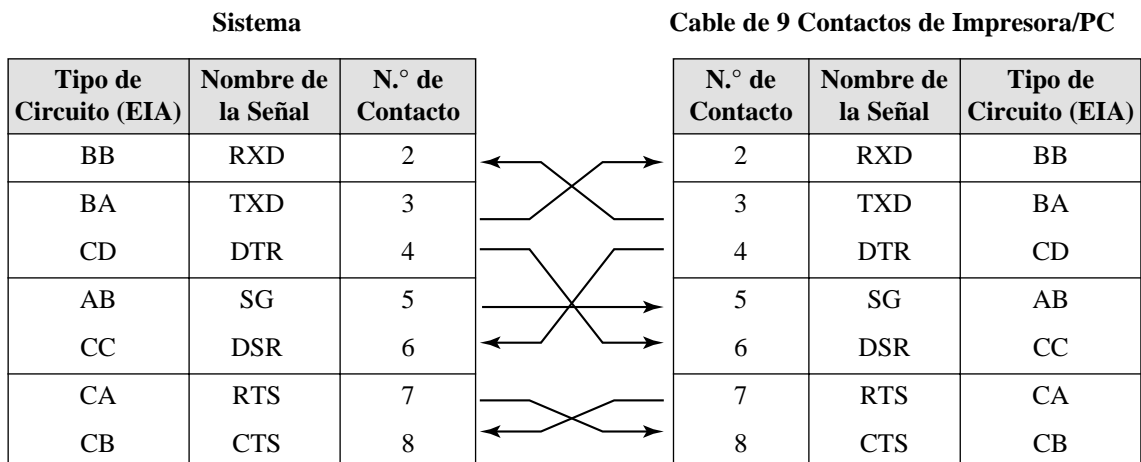 Sistema Cable de 9 Contactos de Impresora/PC
Tipo de Circuito (EIA) Nombre de la Señal N.° de Contacto N.° de Contacto Nombre de la Señal Tipo de Circuito (EIA)
BB RXD 2 2 RXD BB
BA TXD 3 3 TXD BA
CD DTR 4 4 DTR CD
AB SG 5 5 SG AB
CC DSR 6 6 DSR CC
CA RTS 7 7 RTS CA
CB CTS 8 8 CTS CB